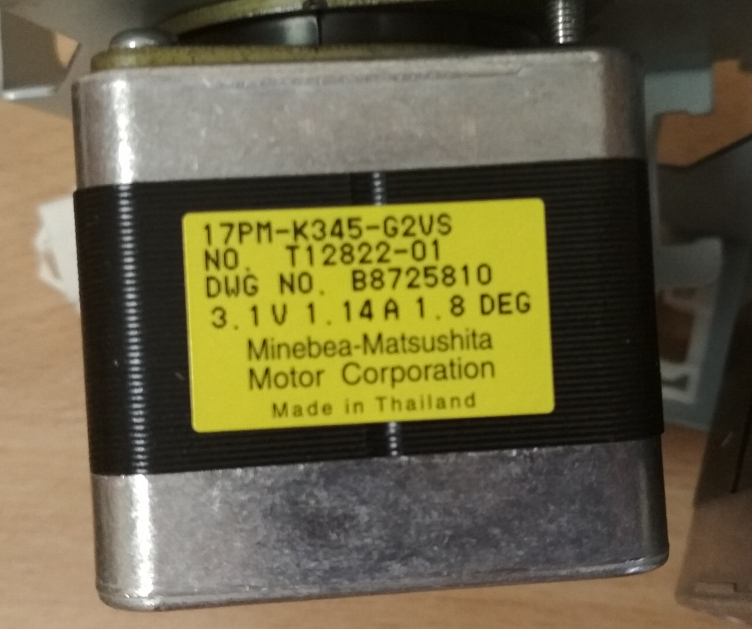 17PM-K345-G2VS
NO. T12822-01
DWG NO. B8725810
3.1V 1.14A 1.8 DEG
Minebea-Matsushita
Motor Corporation
Made in Thailand